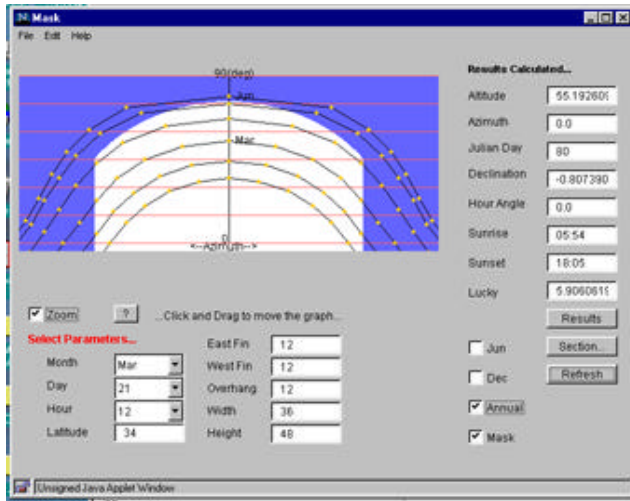 Mask
File Edit Help
90(deg)
Jun
Mar
0
<--Azimuth-->
Results Calculated...
Altitude 55.192609
Azimuth 0.0
Julian Day 80
Declination -0.807390
Hour Angle 0.0
Sunrise 05:54
Sunset 18:05
Lucky 5.9060619
Results
Section...
Refresh
Jun
Dec
Annual
Mask
Zoom ? ...Click and Drag to move the graph...
Select Parameters...
Month Mar
Day 21
Hour 12
Latitude 34
East Fin 12
West Fin 12
Overhang 12
Width 36
Height 48
Unsigned Java Applet Window